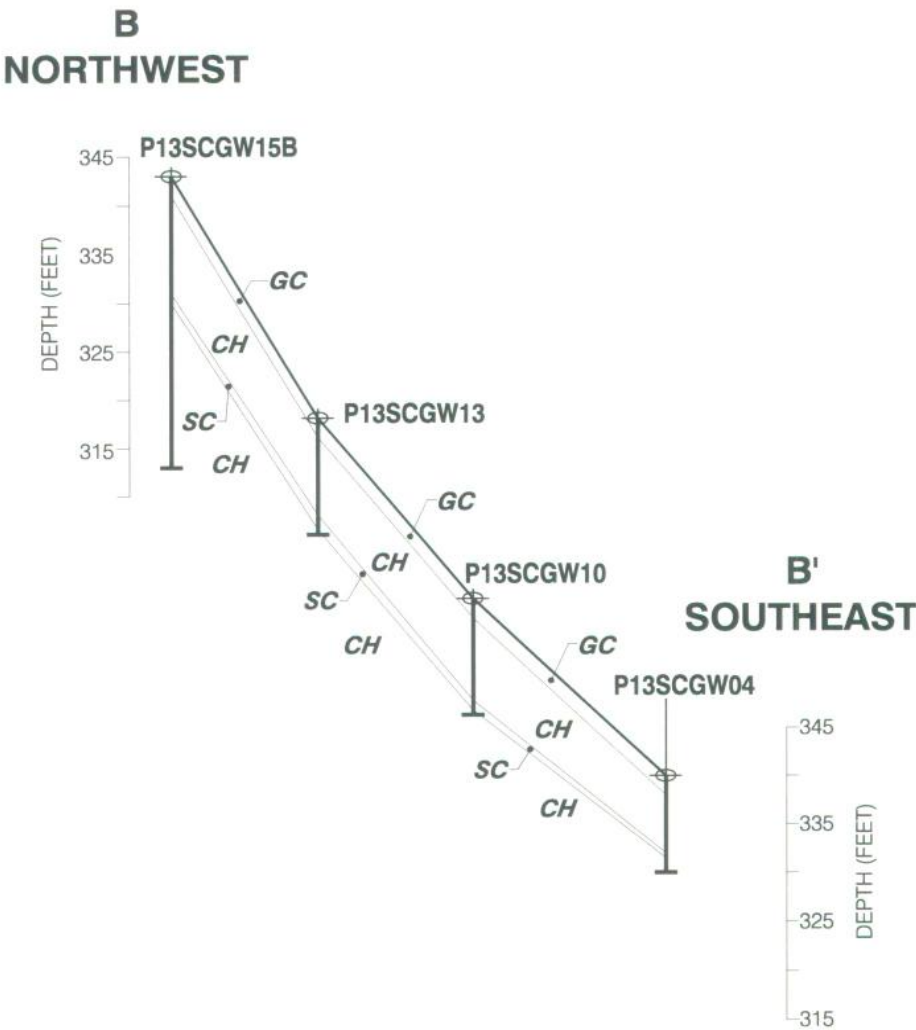 B
NORTHWEST
P13SCGW15B
345
335
325
315
DEPTH (FEET)
GC
CH
SC
CH
P13SCGW13
GC
CH
SC
CH
P13SCGW10
B'
SOUTHEAST
GC
P13SCGW04
CH
SC
CH
345
335
325
315
DEPTH (FEET)